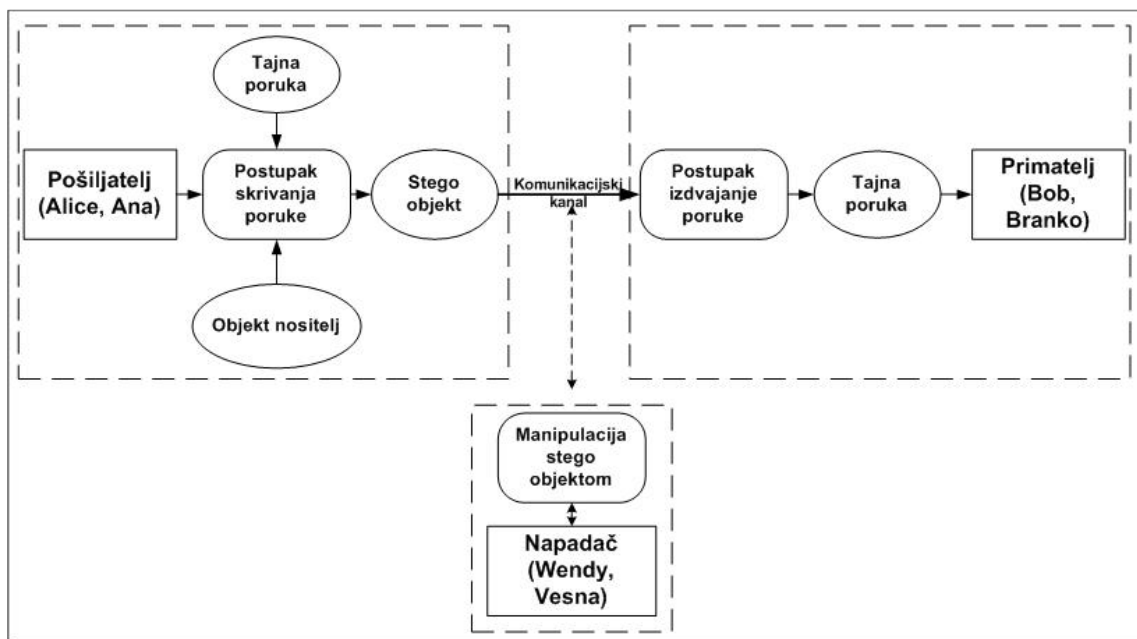 Tajna
poruka
Pošiljatelj
(Alice, Ana)
Postupak
skrivanja
poruke
Stego
objekt
Komunikacijski
kanal
Postupak
izdvajanje
poruke
Tajna
poruka
Primatelj
(Bob,
Branko)
Objekt nositelj
Manipulacija
stego
objektom
Napadač
(Wendy,
Vesna)